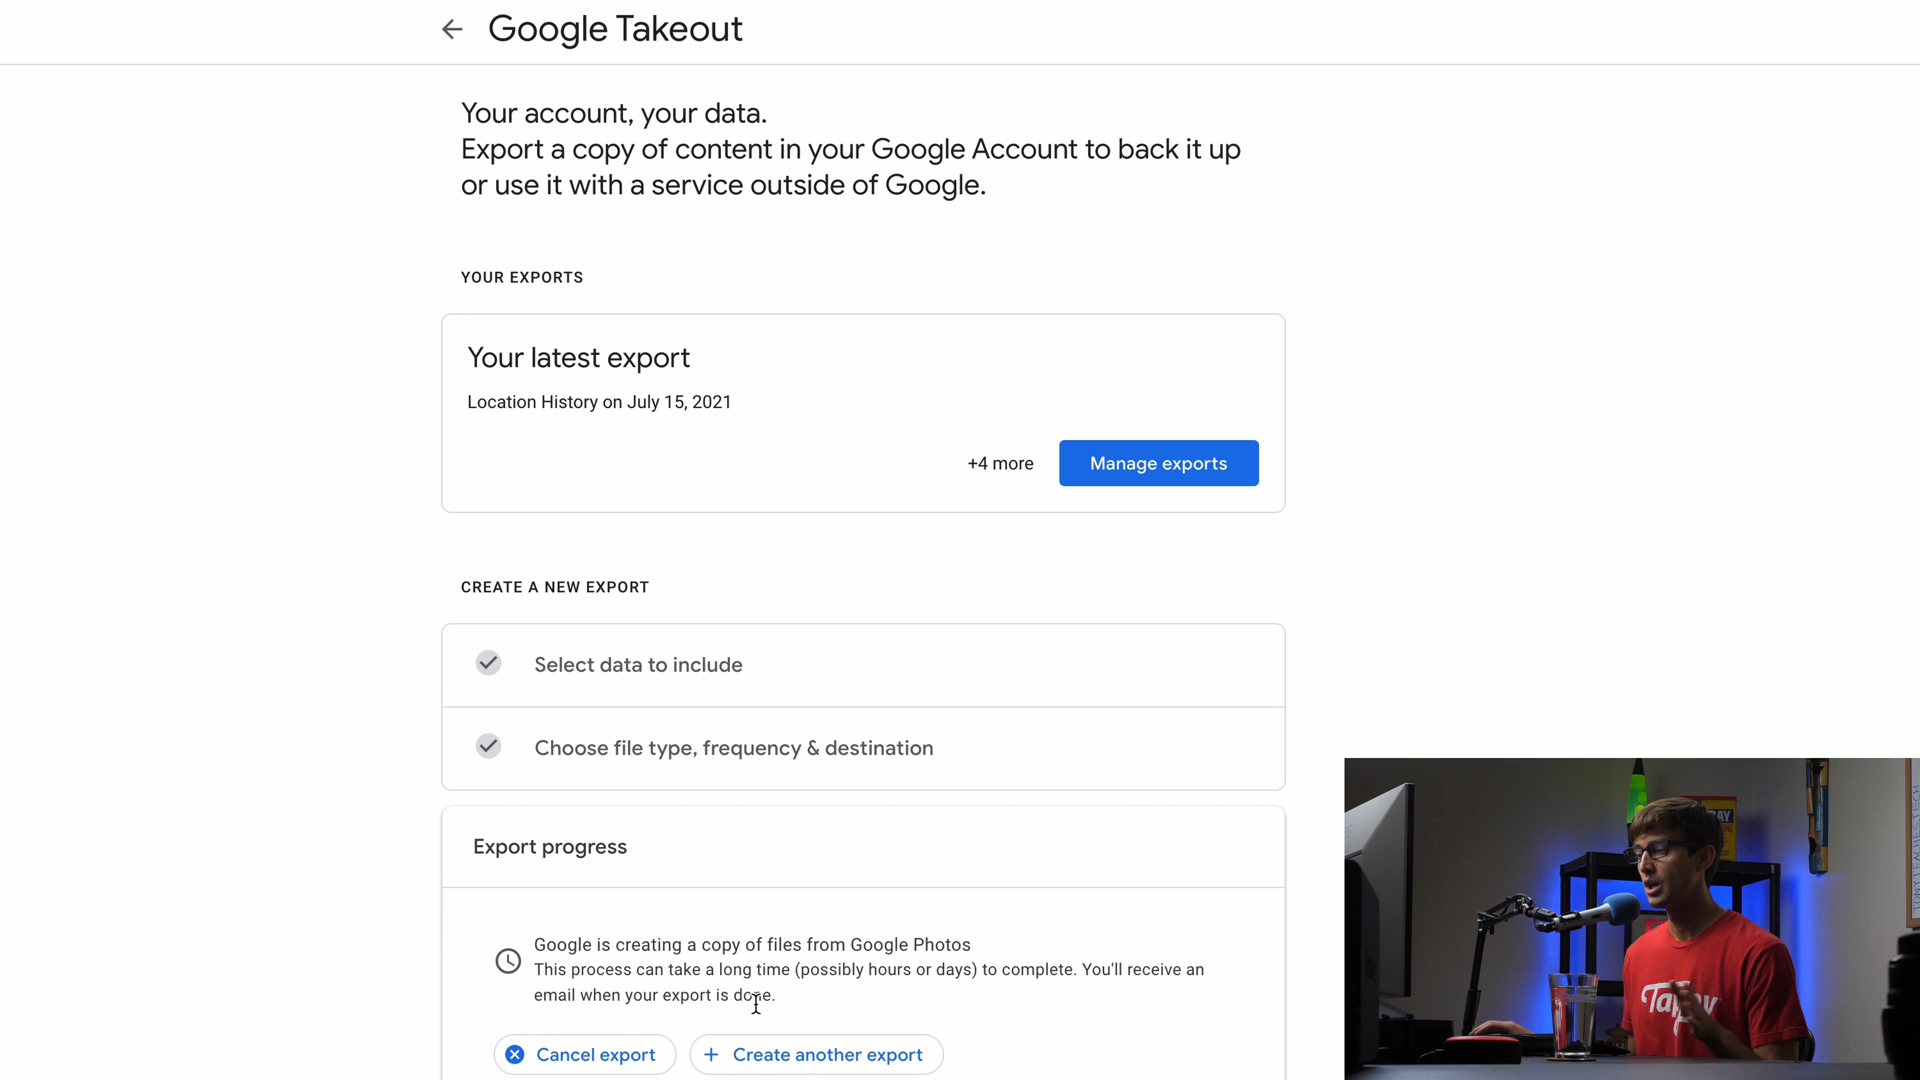 Google Takeout
Your account, your data.
Export a copy of content in your Google Account to back it up
or use it with a service outside of Google.
YOUR EXPORTS
Your latest export
Location History on July 15, 2021
+4 more
Manage exports
CREATE A NEW EXPORT
Select data to include
Choose file type, frequency & destination
Export progress
Google is creating a copy of files from Google Photos
This process can take a long time (possibly hours or days) to complete. You'll receive an
email when your export is done.
Cancel export
+ Create another export